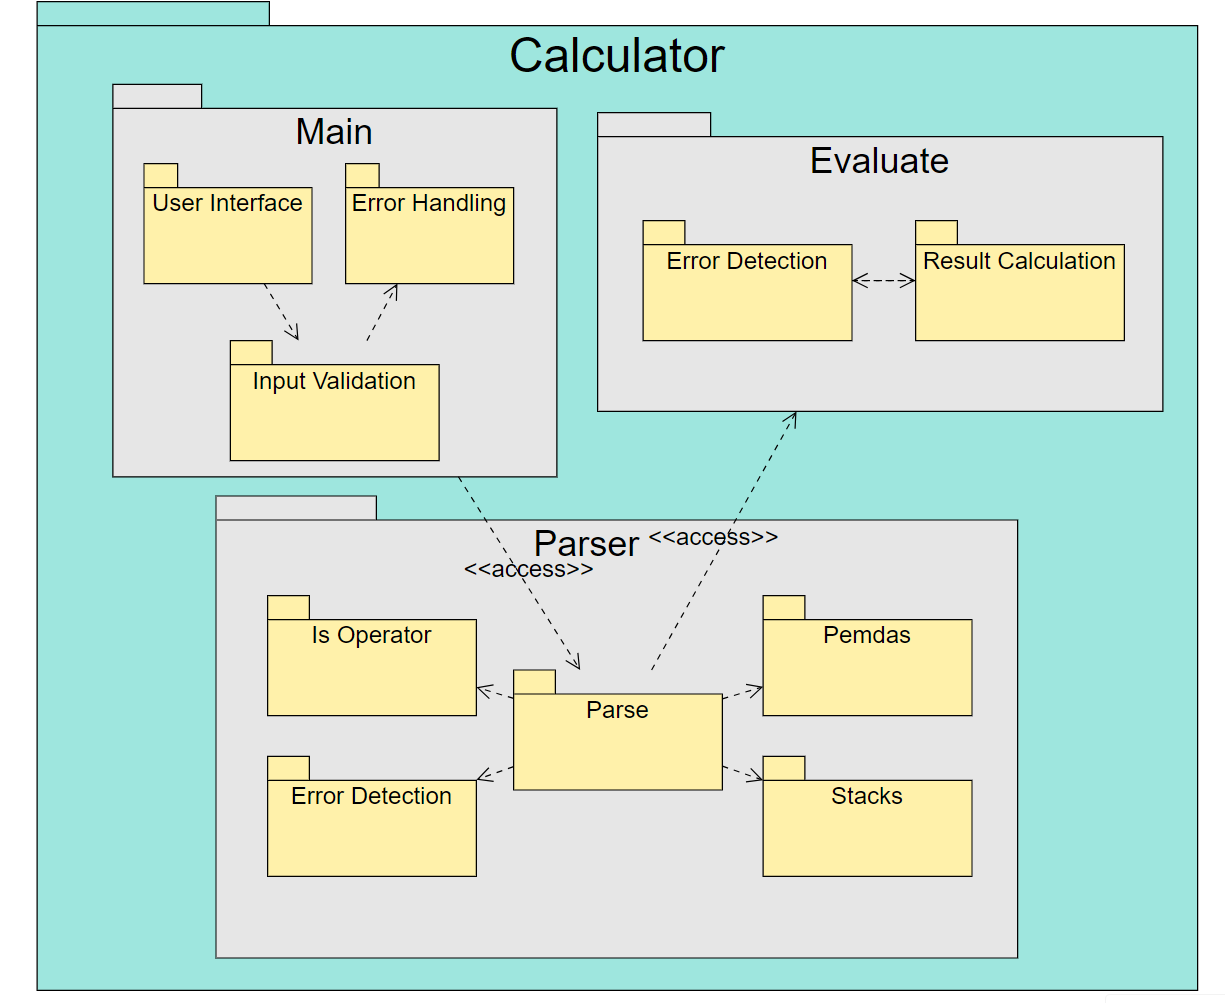 Calculator
Main
User Interface
Error Handling
Input Validation
Evaluate
Error Detection
Result Calculation
Parser
<<access>>
<<access>>
Is Operator
Pemdas
Parse
Error Detection
Stacks